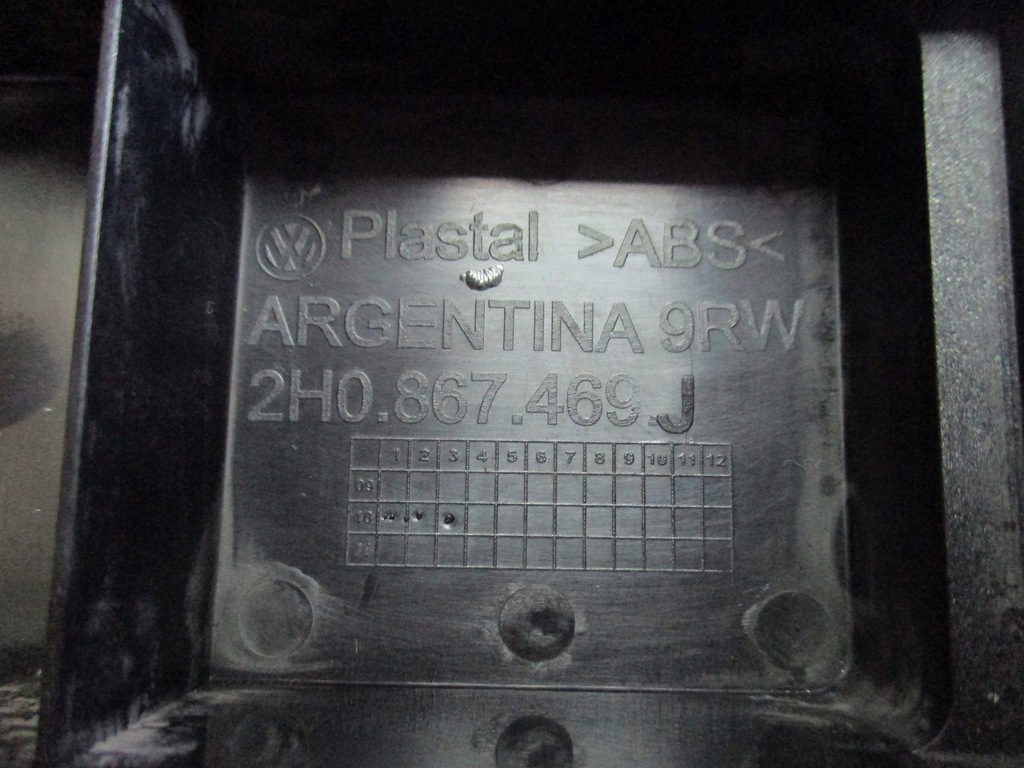 VW Plastal >ABS<
ARGENTINA 9RW
2H0.867.469.J
1 2 3 4 5 6 7 8 9 10 11 12
09
10